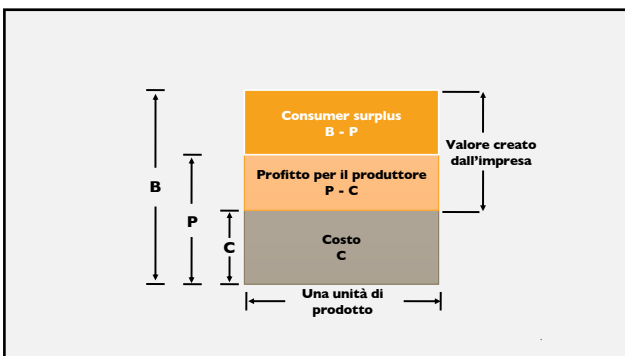 Consumer surplus
B - P
Valore creato
dall'impresa
Profitto per il produttore
P - C
B
P
C
Costo
C
Una unità di
prodotto